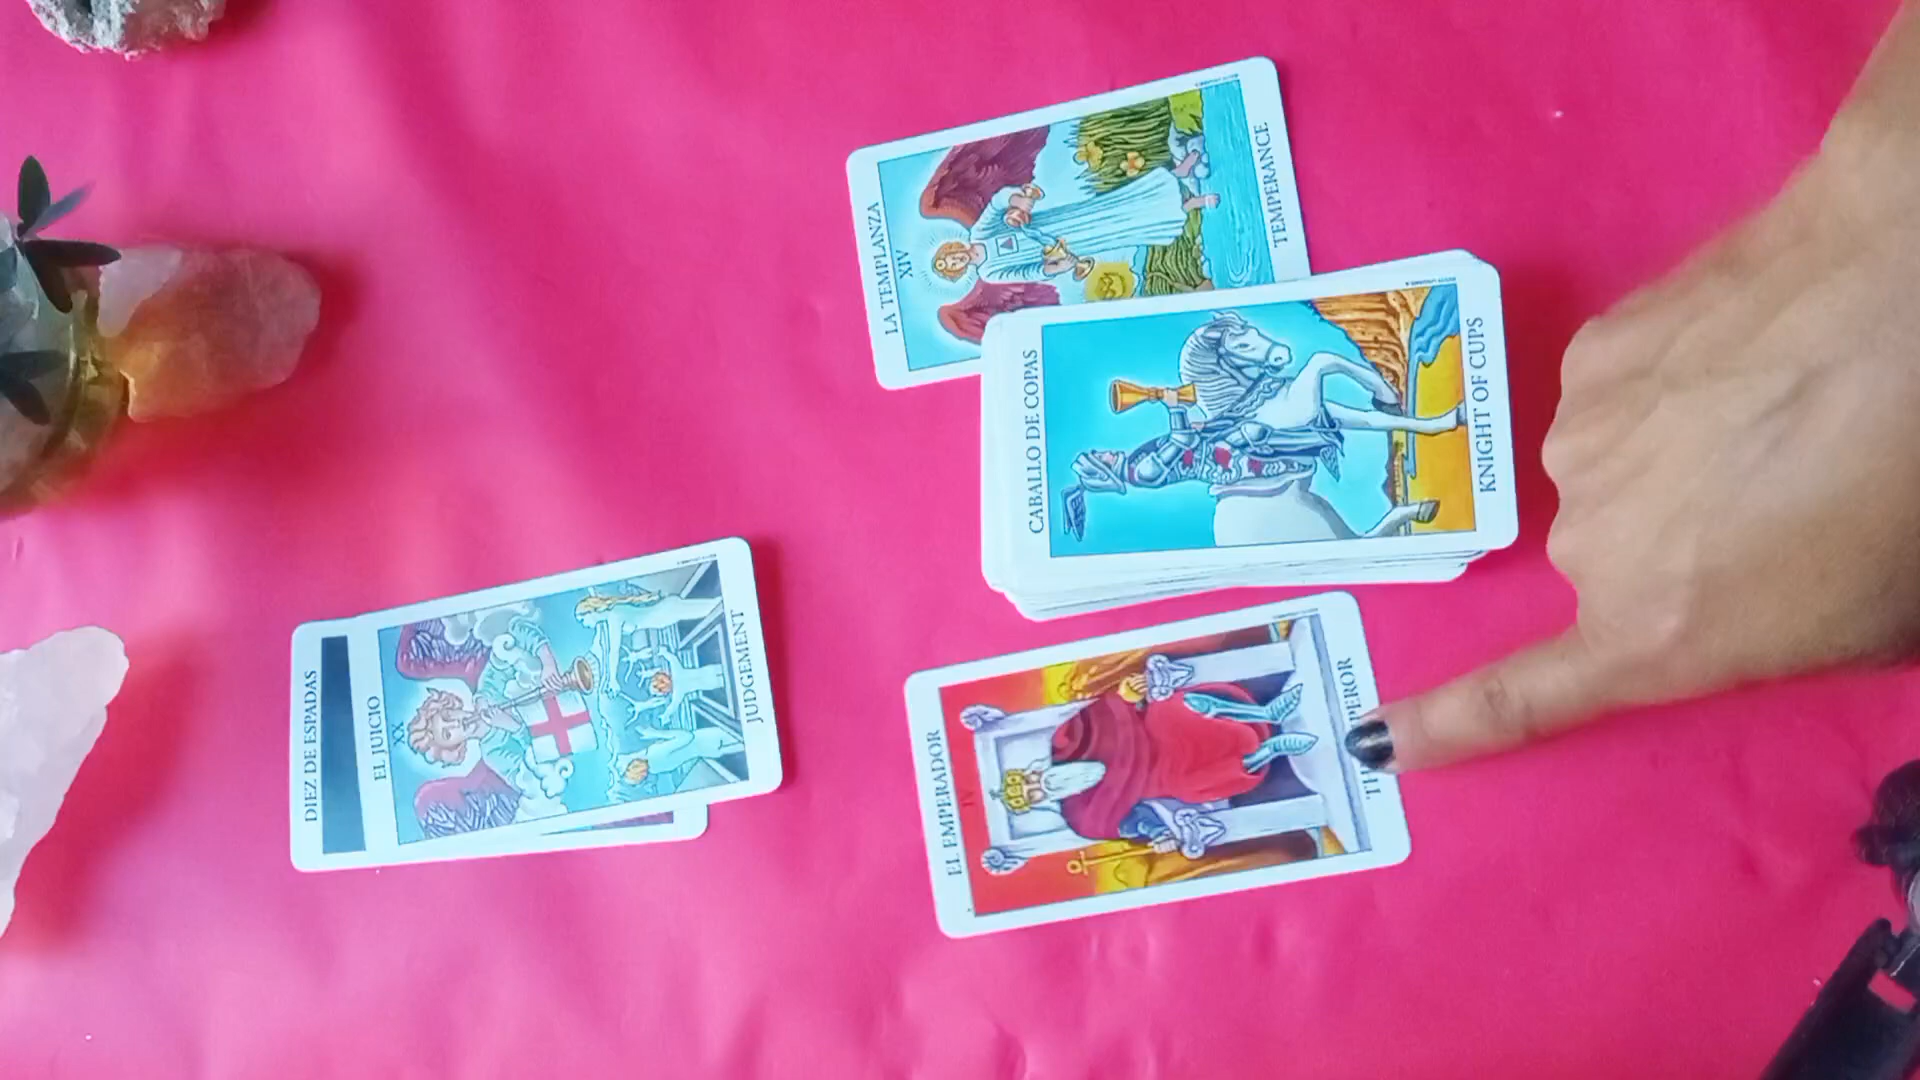 LA TEMPLANZA
XIV
TEMPERANCE
CABALLO DE COPAS
KNIGHT OF CUPS
DIEZ DE ESPADAS
EL JUICIO
XX
JUDGEMENT
EL EMPERADOR
IV